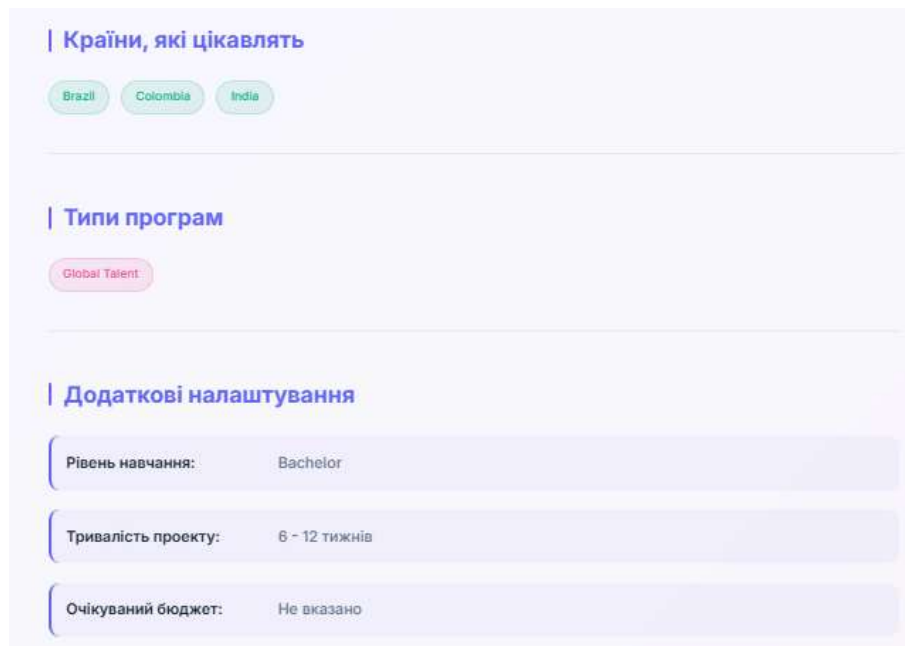 Країни, які цікавлять
Brazil Colombia India
Типи програм
Global Talent
Додаткові налаштування
Рівень навчання: Bachelor
Тривалість проекту: 6 - 12 тижнів
Очікуваний бюджет: Не вказано